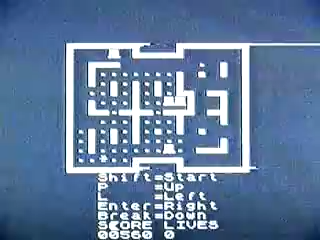 Shift=Start
P     =Up
L     =Left
Enter=Right
Break=Down
SCORE LIVES
00560 0